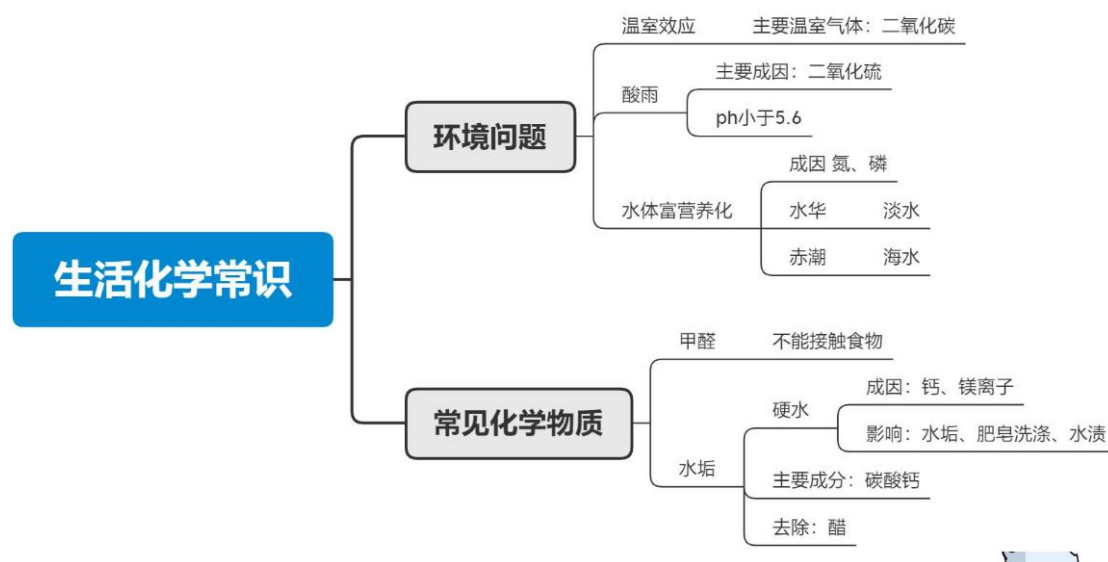 生活化学常识
环境问题
温室效应 主要温室气体：二氧化碳
酸雨
主要成因：二氧化硫
ph小于5.6
水体富营养化
成因 氮、磷
水华 淡水
赤潮 海水
常见化学物质
甲醛 不能接触食物
水垢
硬水
成因：钙、镁离子
影响：水垢、肥皂洗涤、水渍
主要成分：碳酸钙
去除：醋